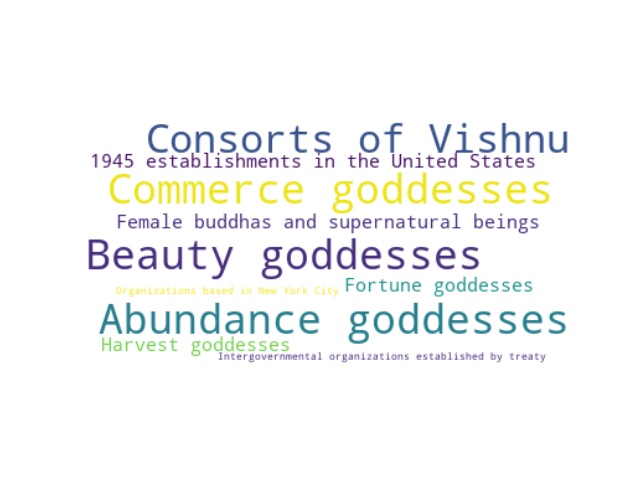 Consorts of Vishnu
1945 establishments in the United States
Commerce goddesses
Female buddhas and supernatural beings
Beauty goddesses
Fortune goddesses
Organizations based in New York City
Abundance goddesses
Harvest goddesses
Intergovernmental organizations established by treaty